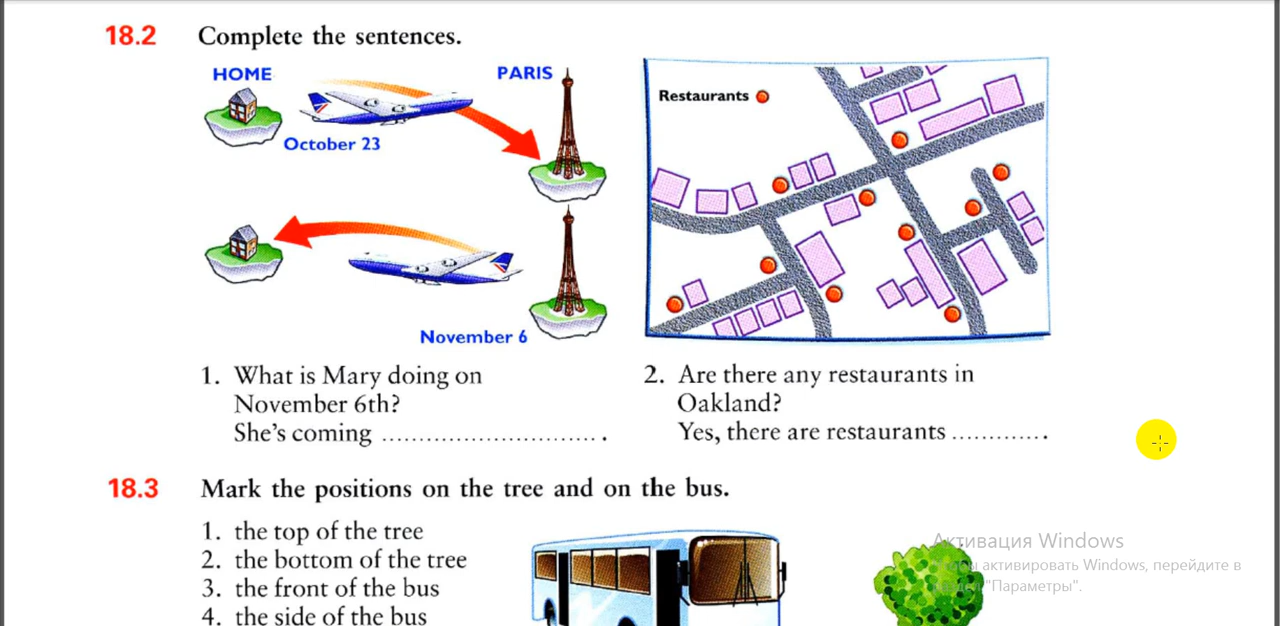 18.2 Complete the sentences.
HOME
PARIS
October 23
November 6
Restaurants
1. What is Mary doing on
November 6th?
She's coming ............................. .
2. Are there any restaurants in
Oakland?
Yes, there are restaurants ............. .
18.3 Mark the positions on the tree and on the bus.
1. the top of the tree
2. the bottom of the tree
3. the front of the bus
4. the side of the bus
Активация Windows
активировать Windows, перейдите в
"Параметры".